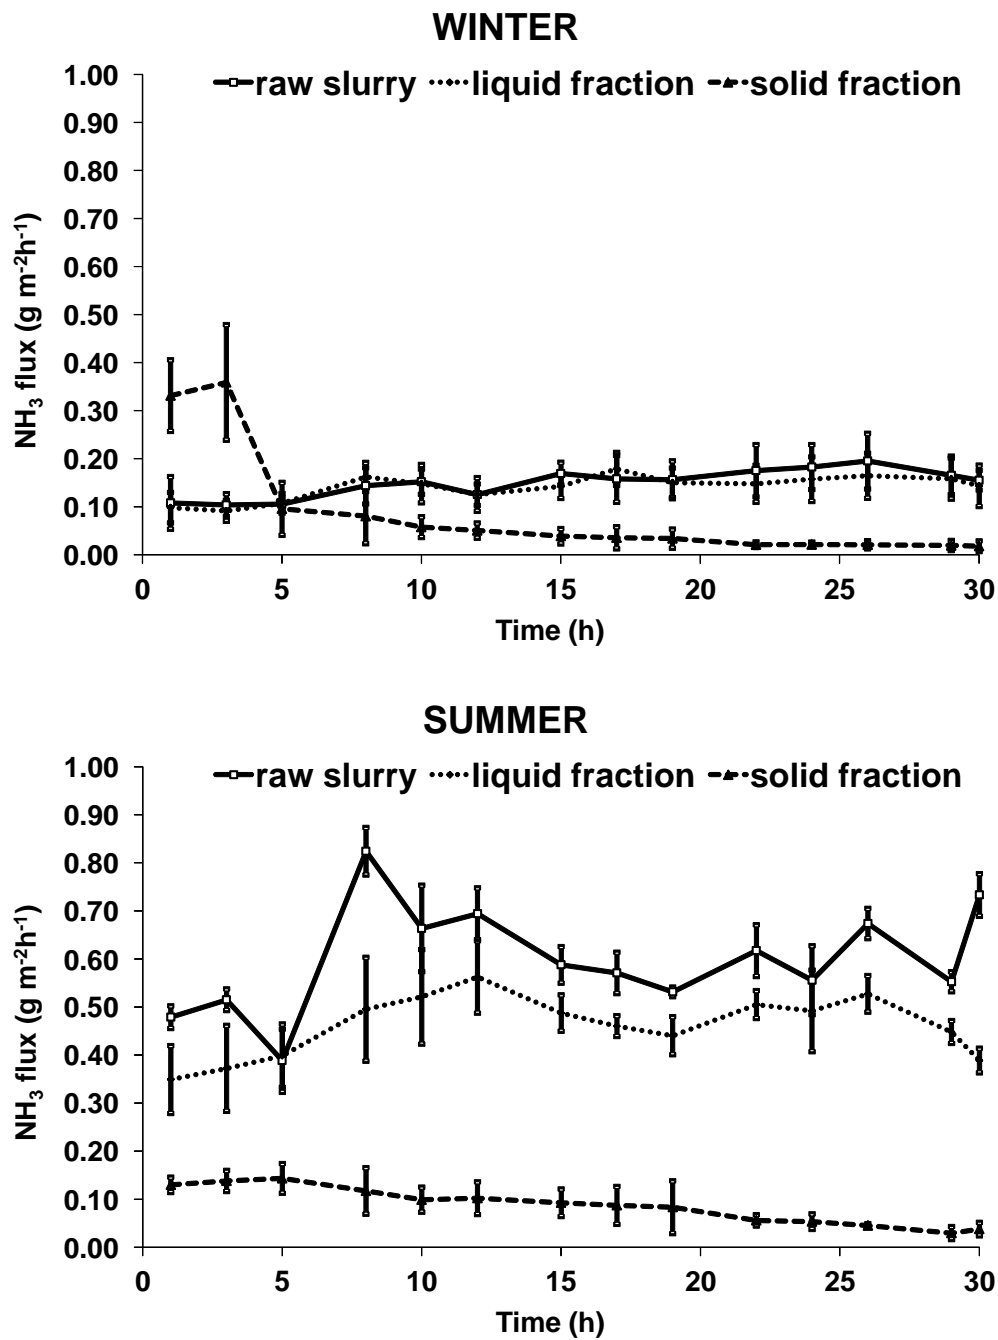 WINTER
raw slurry liquid fraction solid fraction
1.00
0.90
0.80
0.70
0.60
0.50
0.40
0.30
0.20
0.10
0.00
NH₃ flux (g m⁻²h⁻¹)
0 5 10 15 20 25 30
Time (h)
SUMMER
raw slurry liquid fraction solid fraction
1.00
0.90
0.80
0.70
0.60
0.50
0.40
0.30
0.20
0.10
0.00
NH₃ flux (g m⁻²h⁻¹)
0 5 10 15 20 25 30
Time (h)